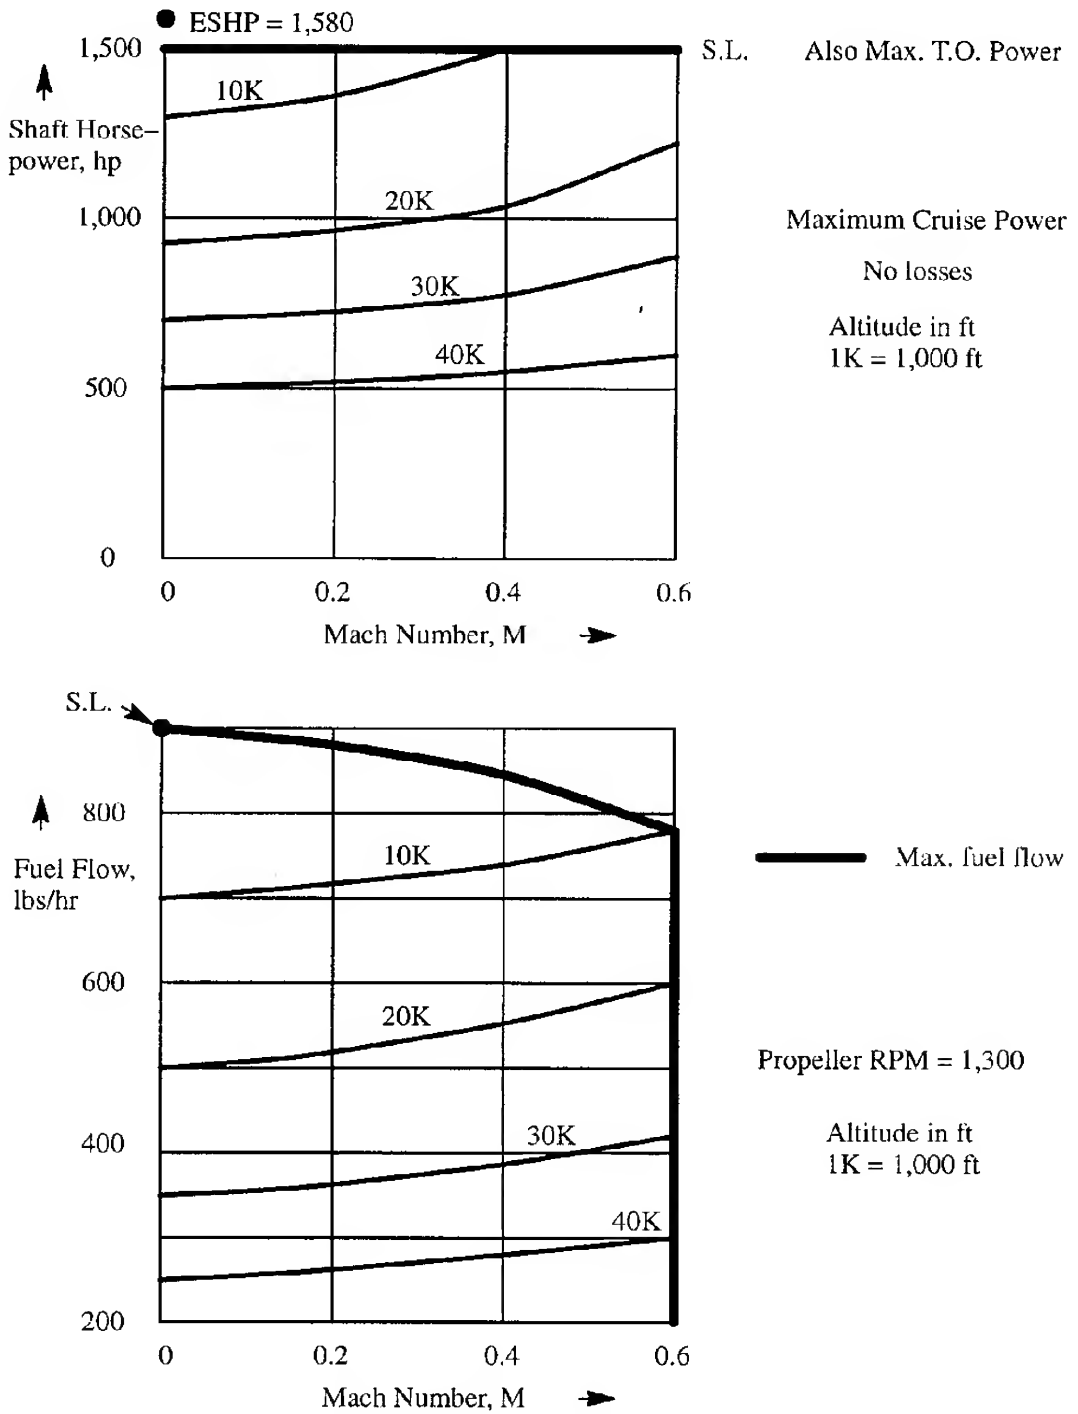 ESHP = 1,580
1,500
S.L.
Also Max. T.O. Power
10K
Shaft Horse–
power, hp
20K
1,000
Maximum Cruise Power
No losses
30K
Altitude in ft
1K = 1,000 ft
40K
500
0
0
0.2
0.4
0.6
Mach Number, M
S.L.
800
10K
Fuel Flow,
lbs/hr
Max. fuel flow
600
20K
Propeller RPM = 1,300
400
30K
Altitude in ft
1K = 1,000 ft
40K
200
0
0.2
0.4
0.6
Mach Number, M